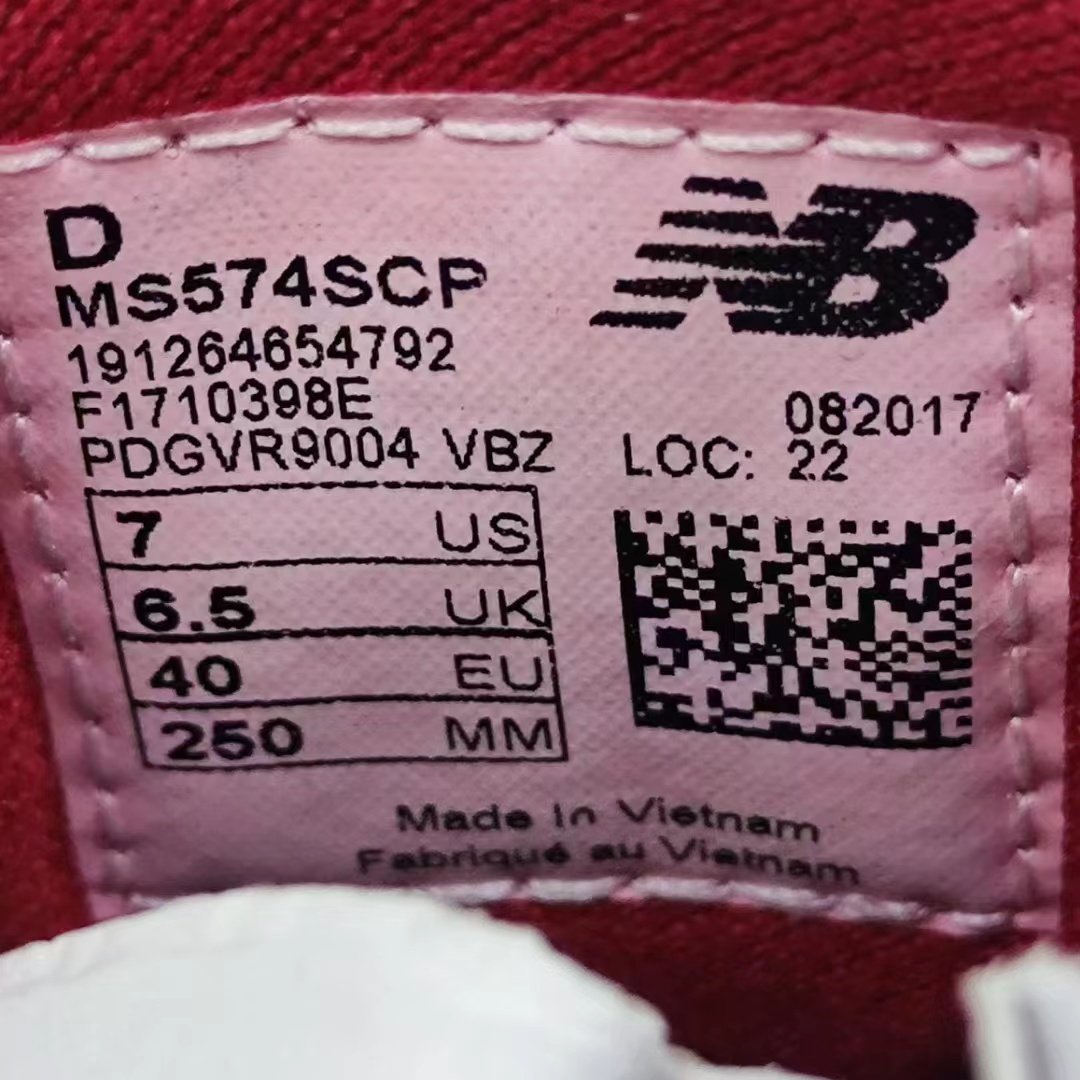 D
NB
MS574SCP
191264654792
F1710398E
082017
PDGVR9004 VBZ
LOC: 22
7 US
6.5 UK
40 EU
250 MM
Made in Vietnam
Fabriqué au Vietnam